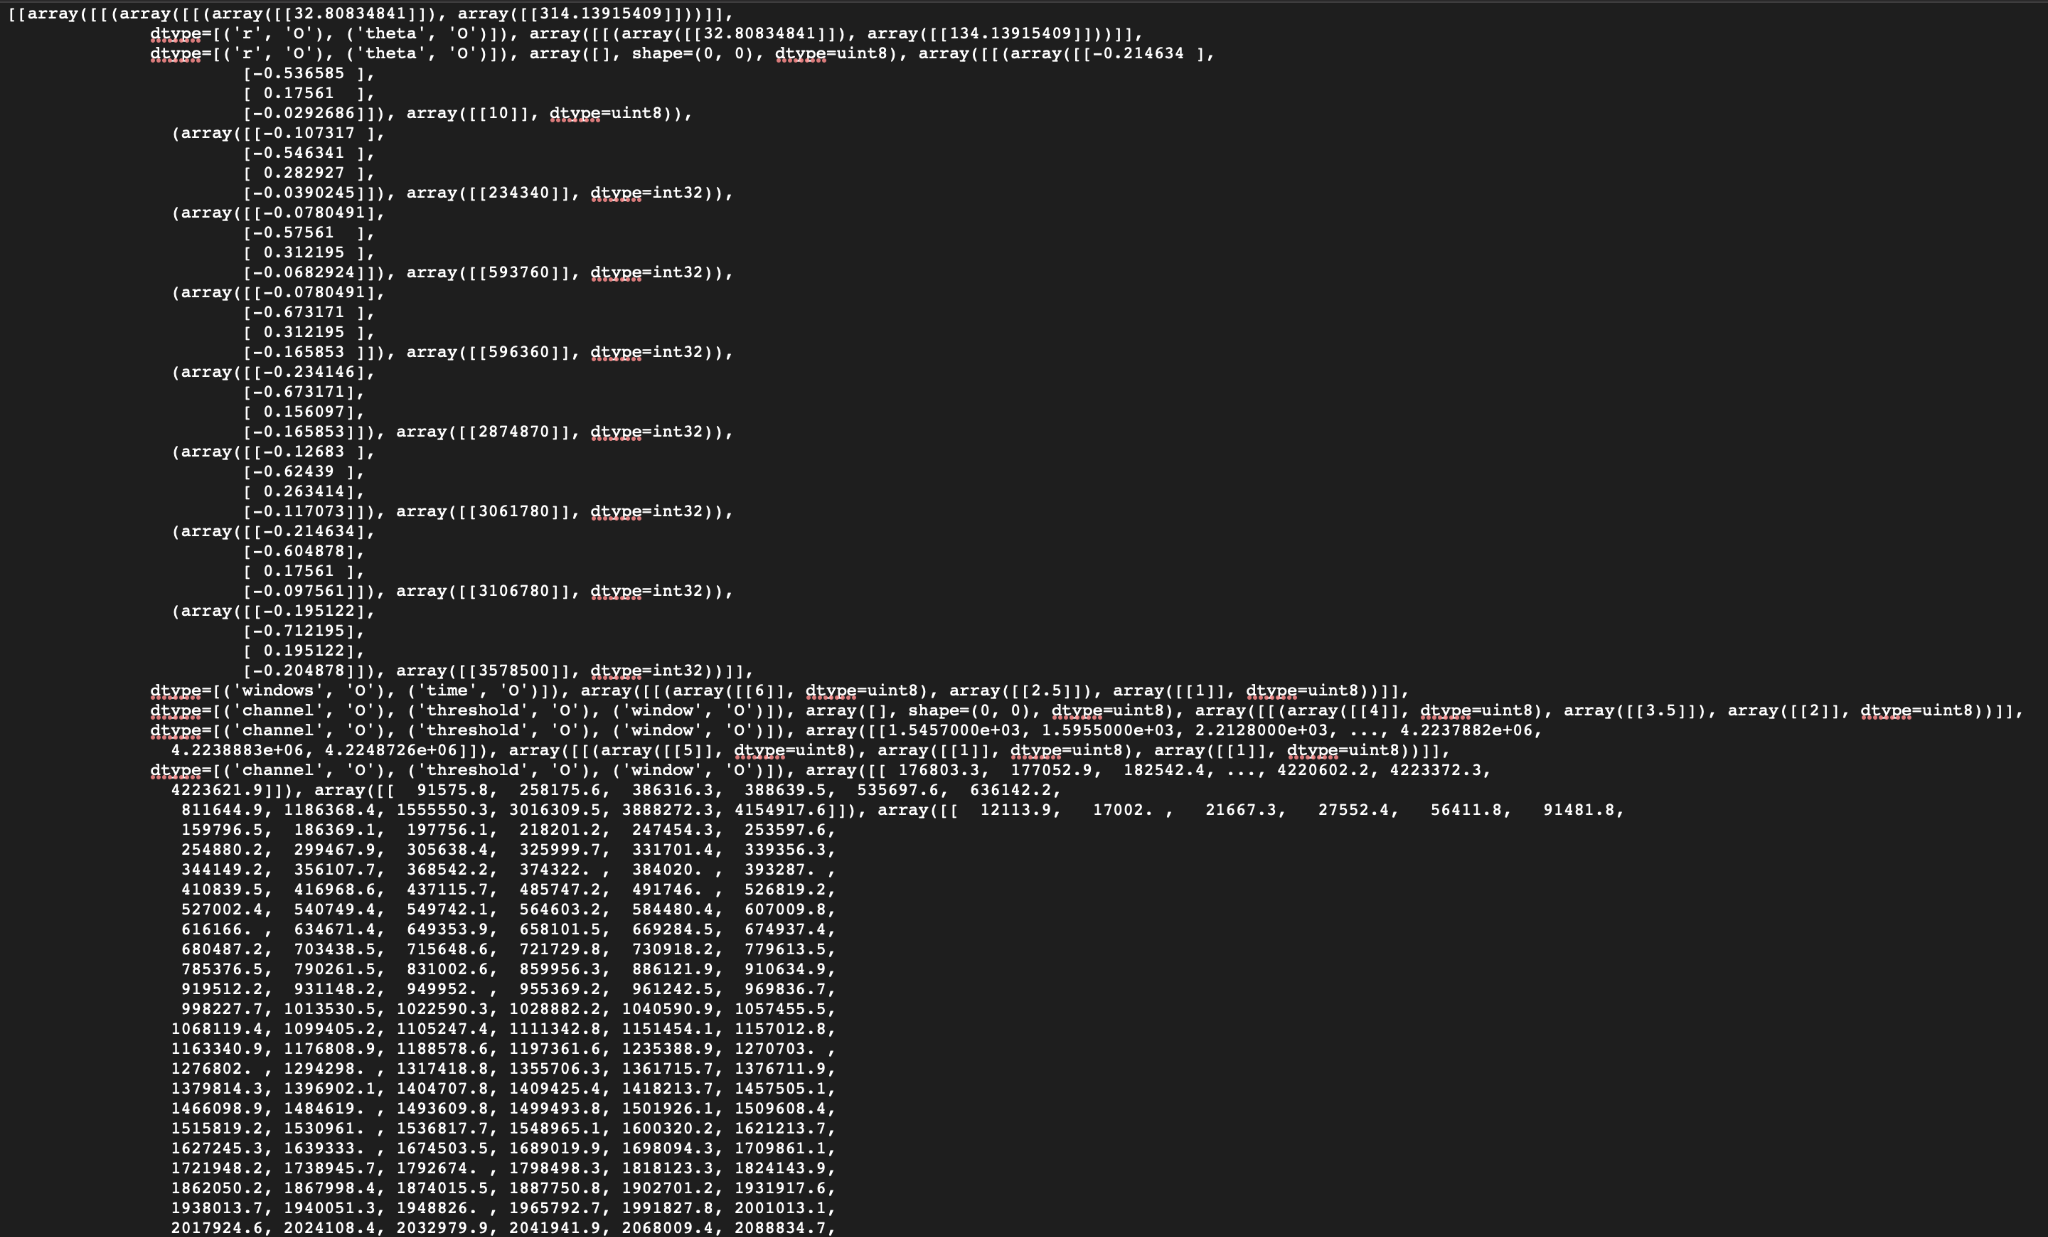 [[array([[(array([[(array([[32.80834841]]), array([[314.13915409]]))]],
dtype=[('r', 'O'), ('theta', 'O')]), array([[(array([[32.80834841]]), array([[134.13915409]]))]],
dtype=[('r', 'O'), ('theta', 'O')]), array([], shape=(0, 0), dtype=uint8), array([[(array([[-0.214634 ],
[-0.536585 ],
[ 0.17561  ],
[-0.0292686]]), array([[10]], dtype=uint8)),
(array([[-0.107317 ],
[-0.546341 ],
[ 0.282927 ],
[-0.0390245]]), array([[234340]], dtype=int32)),
(array([[-0.0780491],
[-0.57561  ],
[ 0.312195 ],
[-0.0682924]]), array([[593760]], dtype=int32)),
(array([[-0.0780491],
[-0.673171 ],
[ 0.312195 ],
[-0.165853 ]]), array([[596360]], dtype=int32)),
(array([[-0.234146],
[-0.673171],
[ 0.156097],
[-0.165853]]), array([[2874870]], dtype=int32)),
(array([[-0.12683 ],
[-0.62439 ],
[ 0.263414],
[-0.117073]]), array([[3061780]], dtype=int32)),
(array([[-0.214634],
[-0.604878],
[ 0.17561 ],
[-0.097561]]), array([[3106780]], dtype=int32)),
(array([[-0.195122],
[-0.712195],
[ 0.195122],
[-0.204878]]), array([[3578500]], dtype=int32))]],
dtype=[('windows', 'O'), ('time', 'O')]), array([[(array([[6]], dtype=uint8), array([[2.5]]), array([[1]], dtype=uint8))]],
dtype=[('channel', 'O'), ('threshold', 'O'), ('window', 'O')]), array([], shape=(0, 0), dtype=uint8), array([[(array([[4]], dtype=uint8), array([[3.5]]), array([[2]], dtype=uint8))]],
dtype=[('channel', 'O'), ('threshold', 'O'), ('window', 'O')]), array([[1.5457000e+03, 1.5955000e+03, 2.2128000e+03, ..., 4.2237882e+06,
4.2238883e+06, 4.2248726e+06]]), array([[(array([[5]], dtype=uint8), array([[1]], dtype=uint8), array([[1]], dtype=uint8))]],
dtype=[('channel', 'O'), ('threshold', 'O'), ('window', 'O')]), array([[ 176803.3,  177052.9,  182542.4, ..., 4220602.2, 4223372.3,
4223621.9]]), array([[  91575.8,  258175.6,  386316.3,  388639.5,  535697.6,  636142.2,
811644.9, 1186368.4, 1555550.3, 3016309.5, 3888272.3, 4154917.6]]), array([[  12113.9,   17002. ,   21667.3,   27552.4,   56411.8,   91481.8,
159796.5,  186369.1,  197756.1,  218201.2,  247454.3,  253597.6,
254880.2,  299467.9,  305638.4,  325999.7,  331701.4,  339356.3,
344149.2,  356107.7,  368542.2,  374322. ,  384020. ,  393287. ,
410839.5,  416968.6,  437115.7,  485747.2,  491746. ,  526819.2,
527002.4,  540749.4,  549742.1,  564603.2,  584480.4,  607009.8,
616166. ,  634671.4,  649353.9,  658101.5,  669284.5,  674937.4,
680487.2,  703438.5,  715648.6,  721729.8,  730918.2,  779613.5,
785376.5,  790261.5,  831002.6,  859956.3,  886121.9,  910634.9,
919512.2,  931148.2,  949952. ,  955369.2,  961242.5,  969836.7,
998227.7, 1013530.5, 1022590.3, 1028882.2, 1040590.9, 1057455.5,
1068119.4, 1099405.2, 1105247.4, 1111342.8, 1151454.1, 1157012.8,
1163340.9, 1176808.9, 1188578.6, 1197361.6, 1235388.9, 1270703. ,
1276802. , 1294298. , 1317418.8, 1355706.3, 1361715.7, 1376711.9,
1379814.3, 1396902.1, 1404707.8, 1409425.4, 1418213.7, 1457505.1,
1466098.9, 1484619. , 1493609.8, 1499493.8, 1501926.1, 1509608.4,
1515819.2, 1530961. , 1536817.7, 1548965.1, 1600320.2, 1621213.7,
1627245.3, 1639333. , 1674503.5, 1689019.9, 1698094.3, 1709861.1,
1721948.2, 1738945.7, 1792674. , 1798498.3, 1818123.3, 1824143.9,
1862050.2, 1867998.4, 1874015.5, 1887750.8, 1902701.2, 1931917.6,
1938013.7, 1940051.3, 1948826. , 1965792.7, 1991827.8, 2001013.1,
2017924.6, 2024108.4, 2032979.9, 2041941.9, 2068009.4, 2088834.7,